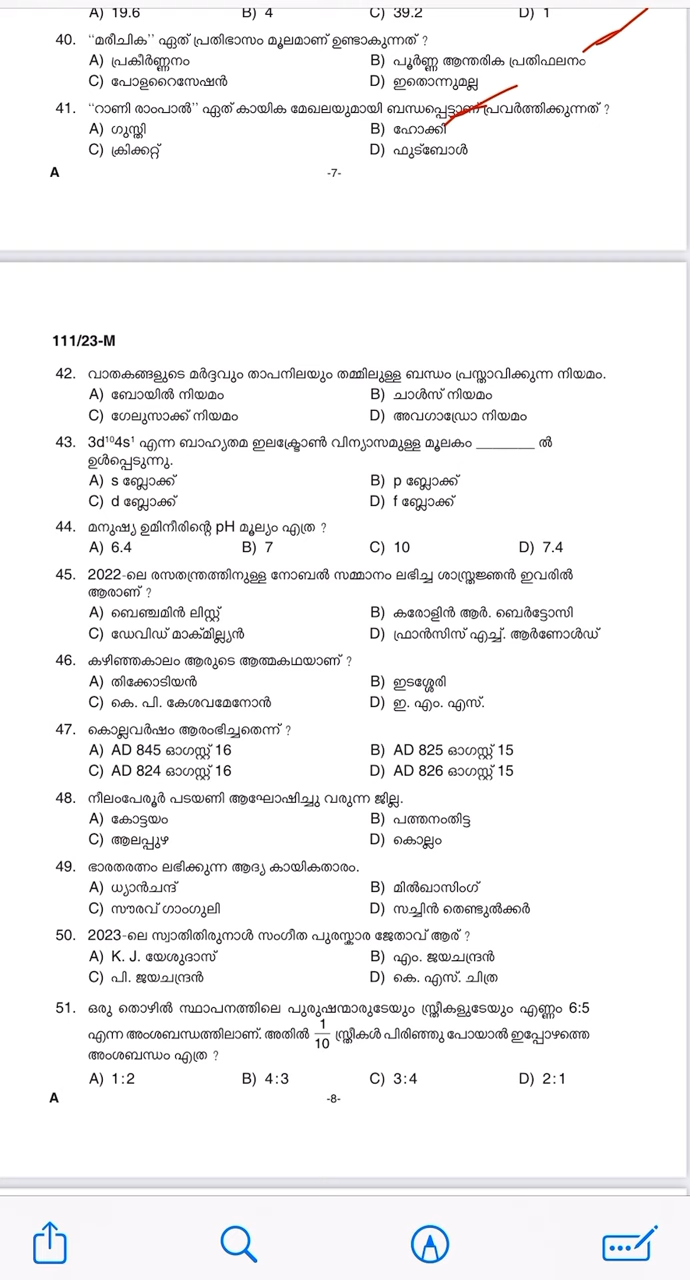 A) 19.6 B) 4 C) 39.2 D) 1
40. “മരീചിക” ഏത് പ്രതിഭാസം മൂലമാണ് ഉണ്ടാകുന്നത് ?
A) പ്രകീർണ്ണനം B) പൂർണ്ണ ആന്തരിക പ്രതിഫലനം
C) പോളറൈസേഷൻ D) ഇതൊന്നുമല്ല
41. “റാണി രാംപാൽ” ഏത് കായിക മേഖലയുമായി ബന്ധപ്പെട്ടാണ് പ്രവർത്തിക്കുന്നത് ?
A) ഗുസ്തി B) ഹോക്കി
C) ക്രിക്കറ്റ് D) ഫുട്ബോൾ
A -7-
111/23-M
42. വാതകങ്ങളുടെ മർദ്ദവും താപനിലയും തമ്മിലുള്ള ബന്ധം പ്രസ്താവിക്കുന്ന നിയമം.
A) ബോയിൽ നിയമം B) ചാൾസ് നിയമം
C) ഗേലുസാക്ക് നിയമം D) അവഗാഡ്രോ നിയമം
43. 3d¹⁰4s¹ എന്ന ബാഹ്യതമ ഇലക്ട്രോൺ വിന്യാസമുള്ള മൂലകം ________ ൽ
ഉൾപ്പെടുന്നു.
A) s ബ്ലോക്ക് B) p ബ്ലോക്ക്
C) d ബ്ലോക്ക് D) f ബ്ലോക്ക്
44. മനുഷ്യ ഉമിനീരിന്റെ pH മൂല്യം എത്ര ?
A) 6.4 B) 7 C) 10 D) 7.4
45. 2022-ലെ രസതന്ത്രത്തിനുള്ള നോബൽ സമ്മാനം ലഭിച്ച ശാസ്ത്രജ്ഞൻ ഇവരിൽ
ആരാണ് ?
A) ബെഞ്ചമിൻ ലിസ്റ്റ് B) കരോളിൻ ആർ. ബെർട്ടോസി
C) ഡേവിഡ് മാക്മില്ല്യൻ D) ഫ്രാൻസിസ് എച്ച്. ആർണോൾഡ്
46. കഴിഞ്ഞകാലം ആരുടെ ആത്മകഥയാണ് ?
A) തിക്കോടിയൻ B) ഇടശ്ശേരി
C) കെ. പി. കേശവമേനോൻ D) ഇ. എം. എസ്.
47. കൊല്ലവർഷം ആരംഭിച്ചതെന്ന് ?
A) AD 845 ഓഗസ്റ്റ് 16 B) AD 825 ഓഗസ്റ്റ് 15
C) AD 824 ഓഗസ്റ്റ് 16 D) AD 826 ഓഗസ്റ്റ് 15
48. നീലംപേരൂർ പടയണി ആഘോഷിച്ചു വരുന്ന ജില്ല.
A) കോട്ടയം B) പത്തനംതിട്ട
C) ആലപ്പുഴ D) കൊല്ലം
49. ഭാരതരത്നം ലഭിക്കുന്ന ആദ്യ കായികതാരം.
A) ധ്യാൻചന്ദ് B) മിൽഖാസിംഗ്
C) സൗരവ് ഗാംഗുലി D) സച്ചിൻ തെണ്ടുൽക്കർ
50. 2023-ലെ സ്വാതിതിരുനാൾ സംഗീത പുരസ്കാര ജേതാവ് ആര് ?
A) K. J. യേശുദാസ് B) എം. ജയചന്ദ്രൻ
C) പി. ജയചന്ദ്രൻ D) കെ. എസ്. ചിത്ര
51. ഒരു തൊഴിൽ സ്ഥാപനത്തിലെ പുരുഷന്മാരുടേയും സ്ത്രീകളുടേയും എണ്ണം 6:5
എന്ന അംശബന്ധത്തിലാണ്. അതിൽ 1/10 സ്ത്രീകൾ പിരിഞ്ഞു പോയാൽ ഇപ്പോഴത്തെ
അംശബന്ധം എത്ര ?
A) 1:2 B) 4:3 C) 3:4 D) 2:1
A -8-